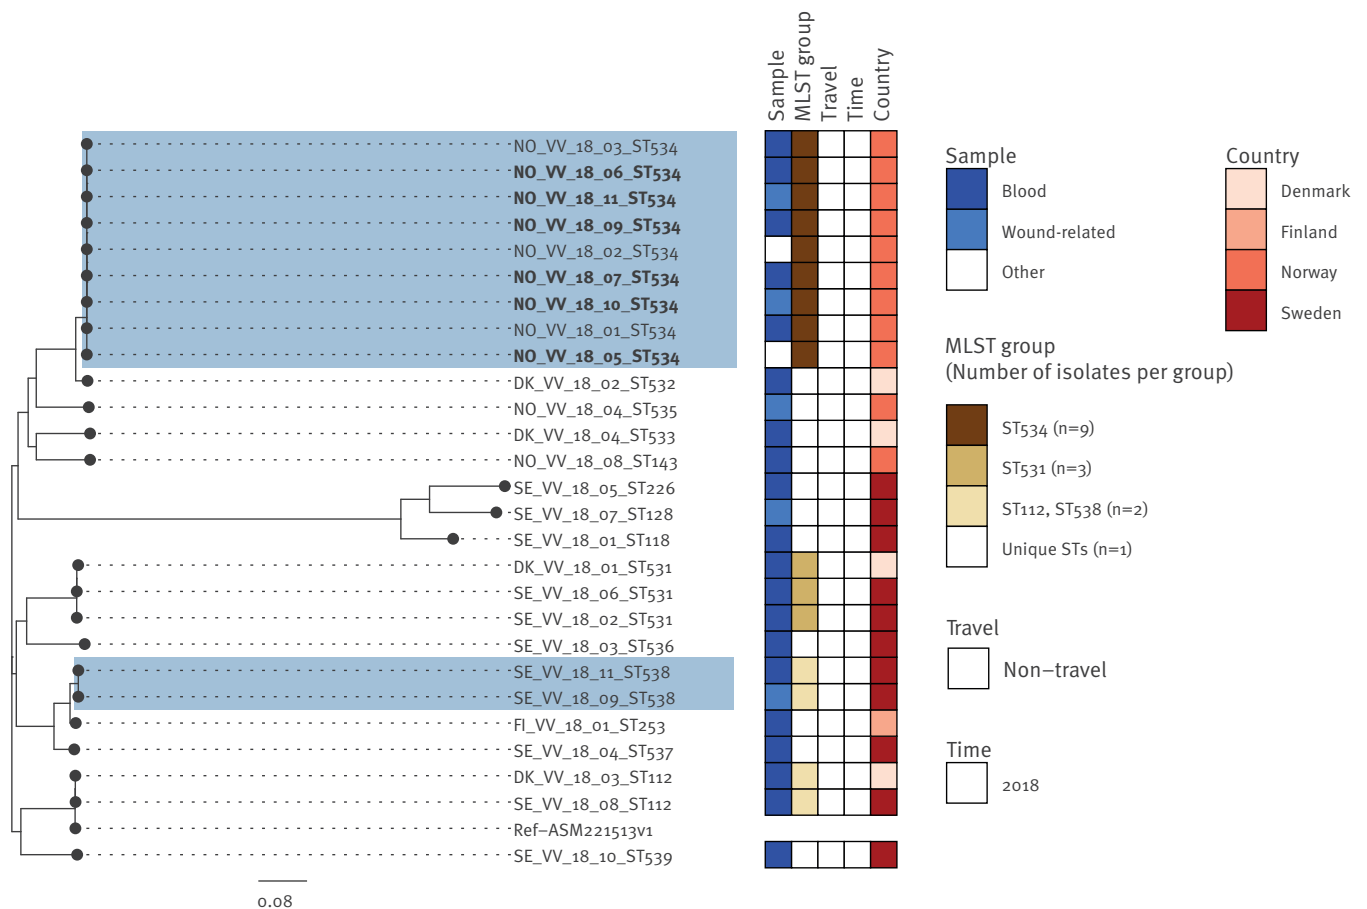 Sample
MLST group
Travel
Time
Country
NO_VV_18_03_ST534
NO_VV_18_06_ST534
NO_VV_18_11_ST534
NO_VV_18_09_ST534
NO_VV_18_02_ST534
NO_VV_18_07_ST534
NO_VV_18_10_ST534
NO_VV_18_01_ST534
NO_VV_18_05_ST534
DK_VV_18_02_ST532
NO_VV_18_04_ST535
DK_VV_18_04_ST533
NO_VV_18_08_ST143
SE_VV_18_05_ST226
SE_VV_18_07_ST128
SE_VV_18_01_ST118
DK_VV_18_01_ST531
SE_VV_18_06_ST531
SE_VV_18_02_ST531
SE_VV_18_03_ST536
SE_VV_18_11_ST538
SE_VV_18_09_ST538
FI_VV_18_01_ST253
SE_VV_18_04_ST537
DK_VV_18_03_ST112
SE_VV_18_08_ST112
Ref–ASM221513v1
SE_VV_18_10_ST539
0.08
Sample
Blood
Wound-related
Other
Country
Denmark
Finland
Norway
Sweden
MLST group
(Number of isolates per group)
ST534 (n=9)
ST531 (n=3)
ST112, ST538 (n=2)
Unique STs (n=1)
Travel
Non–travel
Time
2018